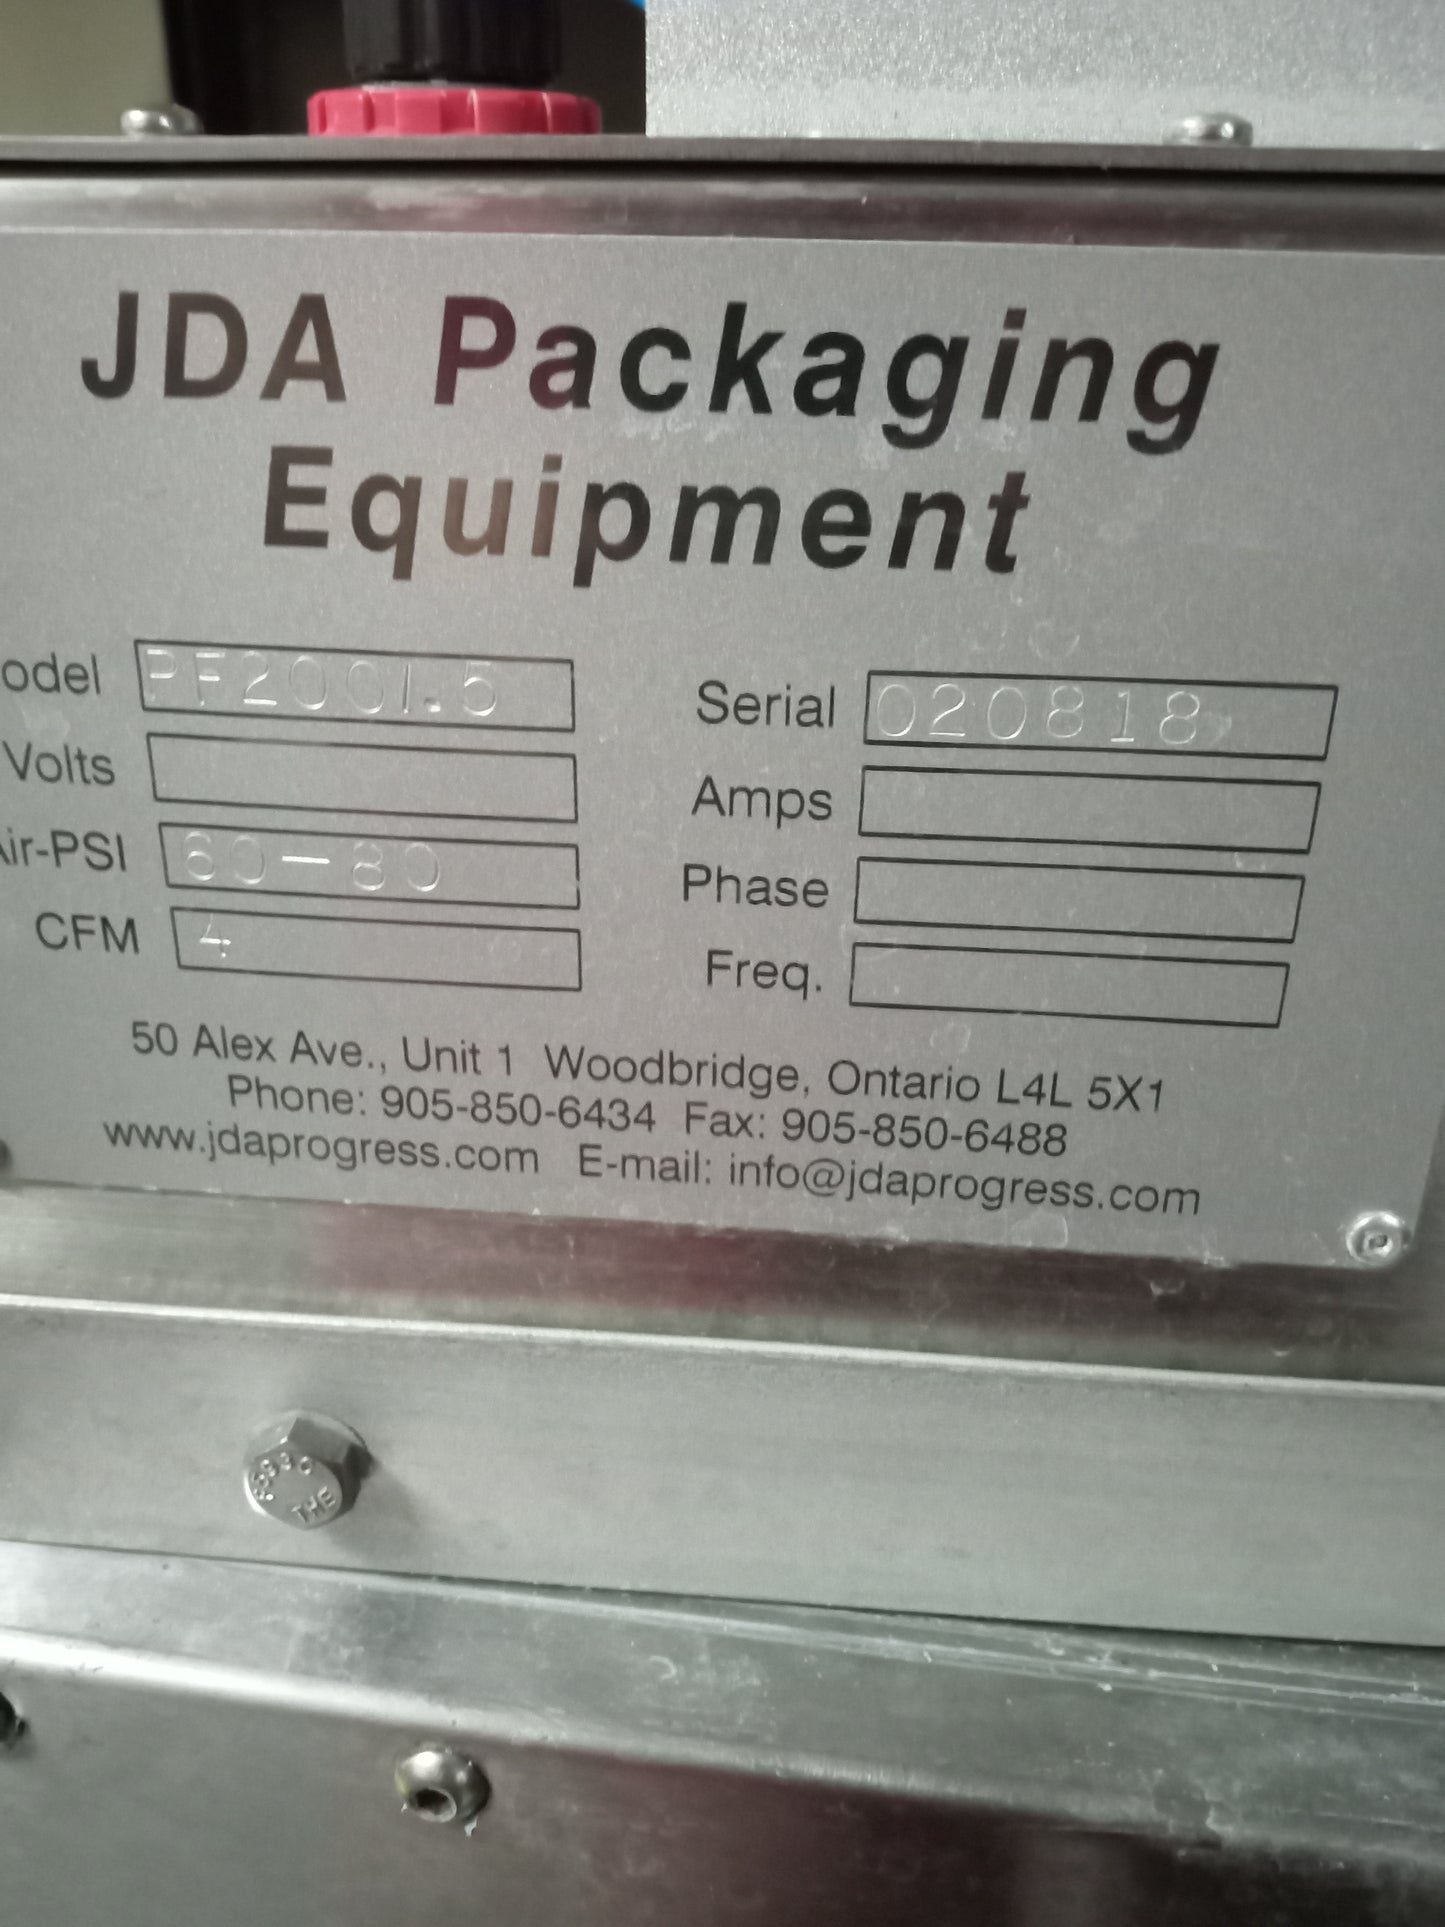 JDA Packaging
Equipment
odel PF2001.5 Serial 020818
Volts Amps
Air-PSI 60-80 Phase
CFM 4 Freq.
50 Alex Ave., Unit 1 Woodbridge, Ontario L4L 5X1
Phone: 905-850-6434 Fax: 905-850-6488
www.jdaprogress.com E-mail: info@jdaprogress.com
THE